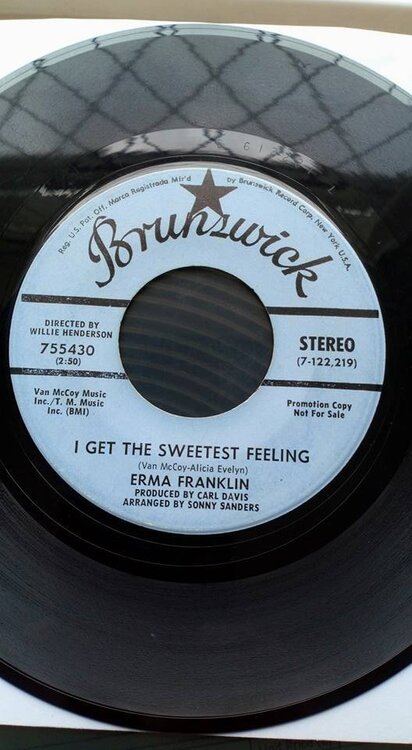 Reg. U.S. Pat. Off. Marca Registrada Mfr'd by Brunswick Record Corp. New York U.S.A.
Brunswick
DIRECTED BY
WILLIE HENDERSON
755430
(2:50)
STEREO
(7-122,219)
Van McCoy Music
Inc./T. M. Music
Inc. (BMI)
Promotion Copy
Not For Sale
I GET THE SWEETEST FEELING
(Van McCoy-Alicia Evelyn)
ERMA FRANKLIN
PRODUCED BY CARL DAVIS
ARRANGED BY SONNY SANDERS